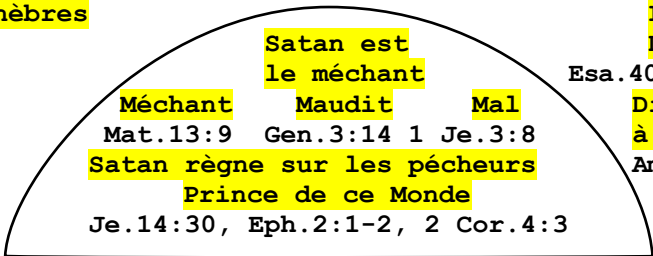 nèbres
Satan est
le méchant
Esa.40
Méchant Maudit Mal
Mat.13:9 Gen.3:14 1 Je.3:8
à
Satan règne sur les pécheurs
Prince de ce Monde
Je.14:30, Eph.2:1-2, 2 Cor.4:3